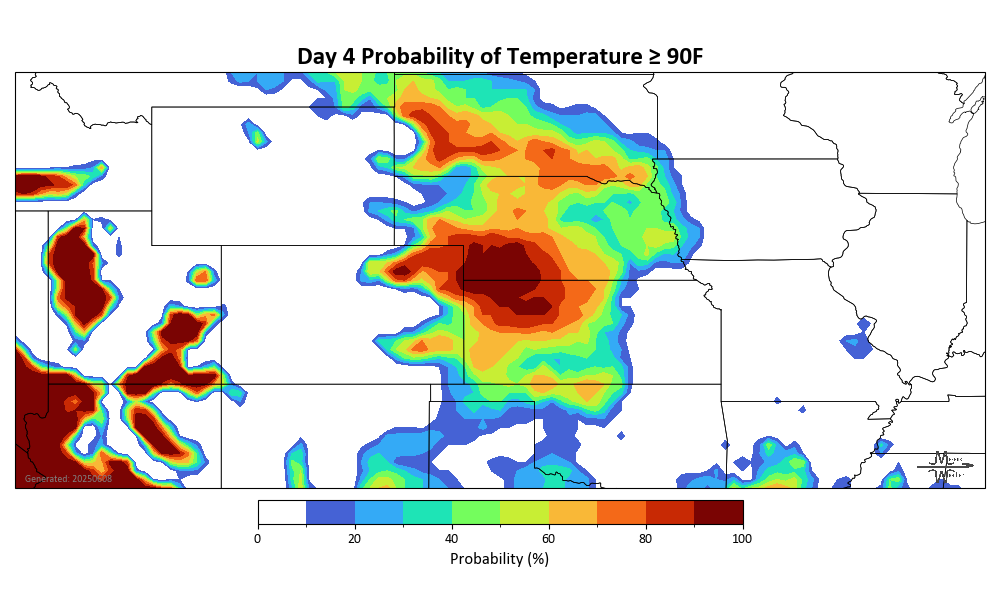 Day 4 Probability of Temperature ≥ 90F
Generated: 20250608
0 20 40 60 80 100
Probability (%)